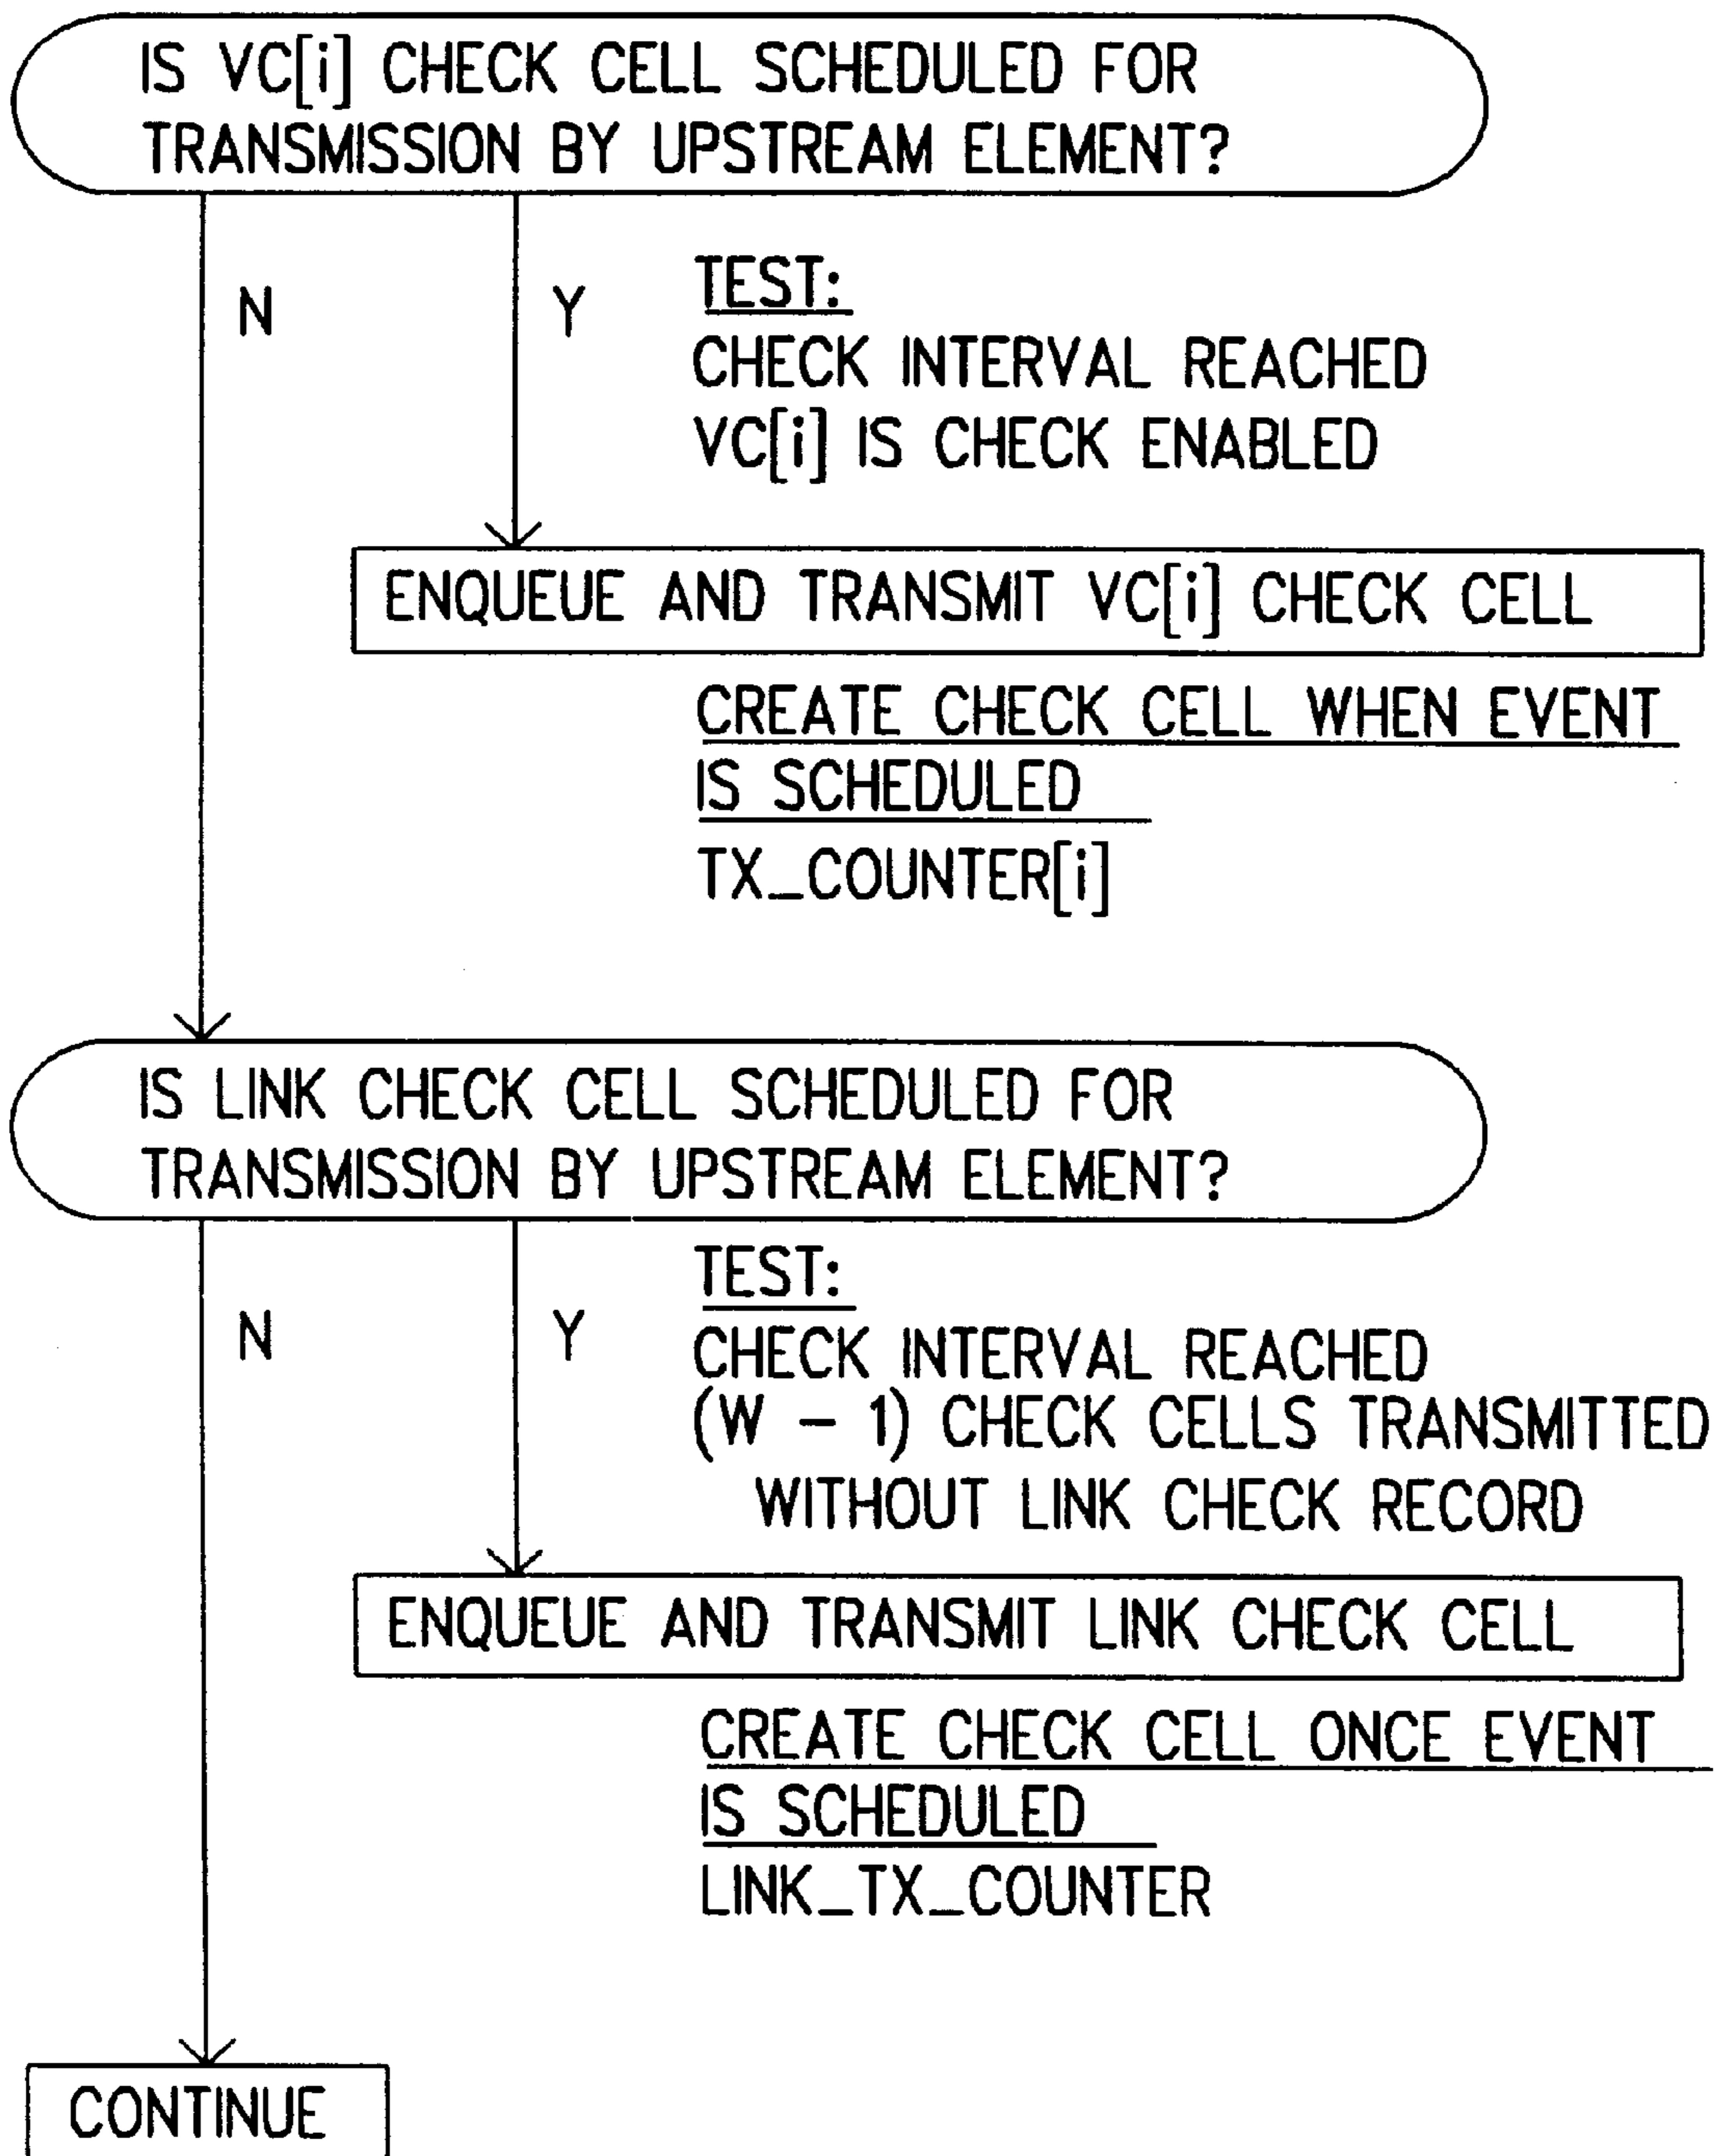 IS VC[i] CHECK CELL SCHEDULED FOR
TRANSMISSION BY UPSTREAM ELEMENT?
N
Y
TEST:
CHECK INTERVAL REACHED
VC[i] IS CHECK ENABLED
ENQUEUE AND TRANSMIT VC[i] CHECK CELL
CREATE CHECK CELL WHEN EVENT
IS SCHEDULED
TX_COUNTER[i]
IS LINK CHECK CELL SCHEDULED FOR
TRANSMISSION BY UPSTREAM ELEMENT?
N
Y
TEST:
CHECK INTERVAL REACHED
(W - 1) CHECK CELLS TRANSMITTED
WITHOUT LINK CHECK RECORD
ENQUEUE AND TRANSMIT LINK CHECK CELL
CREATE CHECK CELL ONCE EVENT
IS SCHEDULED
LINK_TX_COUNTER
CONTINUE